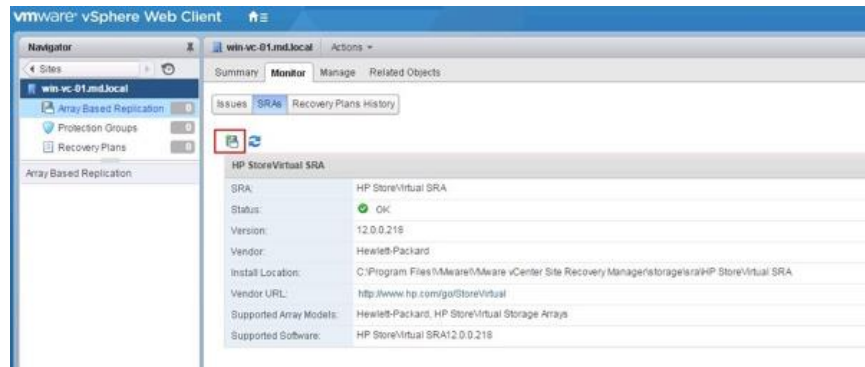 vmware vSphere Web Client
Navigator
win-vc-01.md.local Actions
Sites
Summary Monitor Manage Related Objects
win-vc-01.md.local
Array Based Replication 0
Issues SRAs Recovery Plans History
Protection Groups 0
Recovery Plans 0
Array Based Replication
HP StoreVirtual SRA
SRA: HP StoreVirtual SRA
Status: OK
Version: 12.0.0.218
Vendor: Hewlett-Packard
Install Location: C:\Program Files\VMware\VMware vCenter Site Recovery Manager\storage\sra\HP StoreVirtual SRA
Vendor URL: http://www.hp.com/go/StoreVirtual
Supported Array Models: Hewlett-Packard, HP StoreVirtual Storage Arrays
Supported Software: HP StoreVirtual SRA12.0.0.218